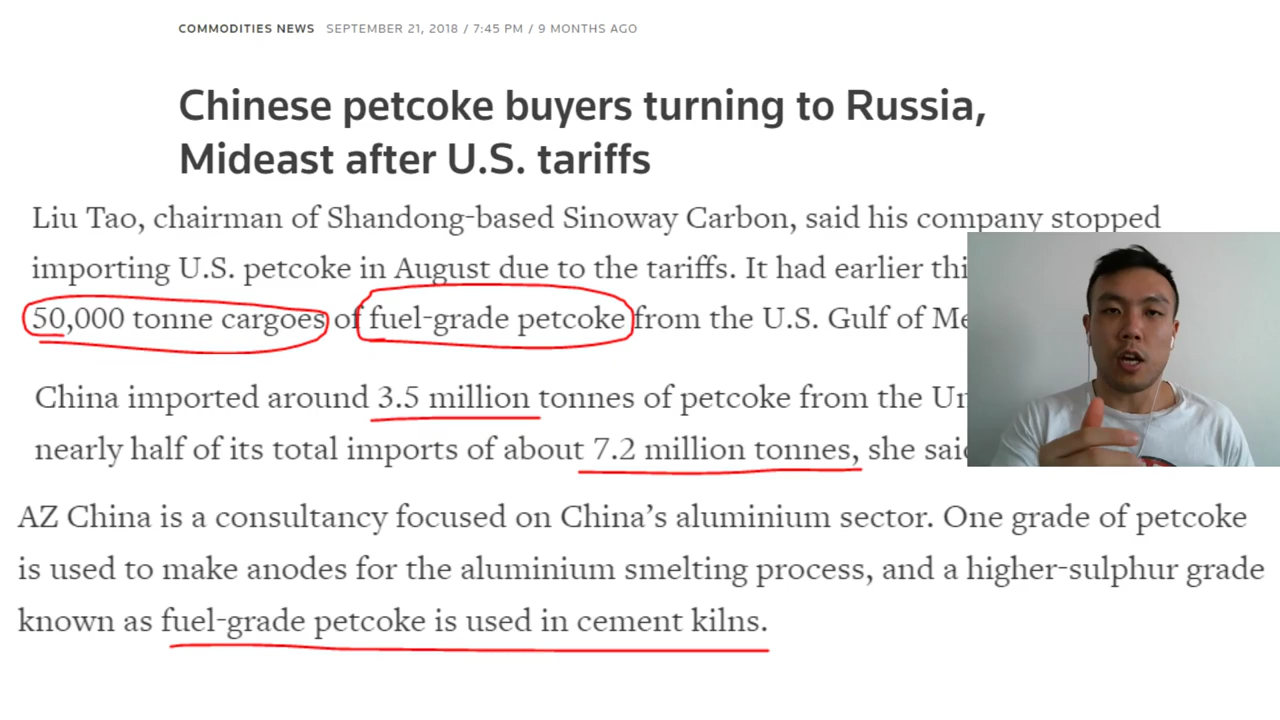 COMMODITIES NEWS SEPTEMBER 21, 2018 / 7:45 PM / 9 MONTHS AGO
Chinese petcoke buyers turning to Russia,
Mideast after U.S. tariffs
Liu Tao, chairman of Shandong-based Sinoway Carbon, said his company stopped
importing U.S. petcoke in August due to the tariffs. It had earlier
50,000 tonne cargoes of fuel-grade petcoke from the U.S. Gulf of
China imported around 3.5 million tonnes of petcoke from the
nearly half of its total imports of about 7.2 million tonnes, she
AZ China is a consultancy focused on China's aluminium sector. One grade of petcoke
is used to make anodes for the aluminium smelting process, and a higher-sulphur grade
known as fuel-grade petcoke is used in cement kilns.